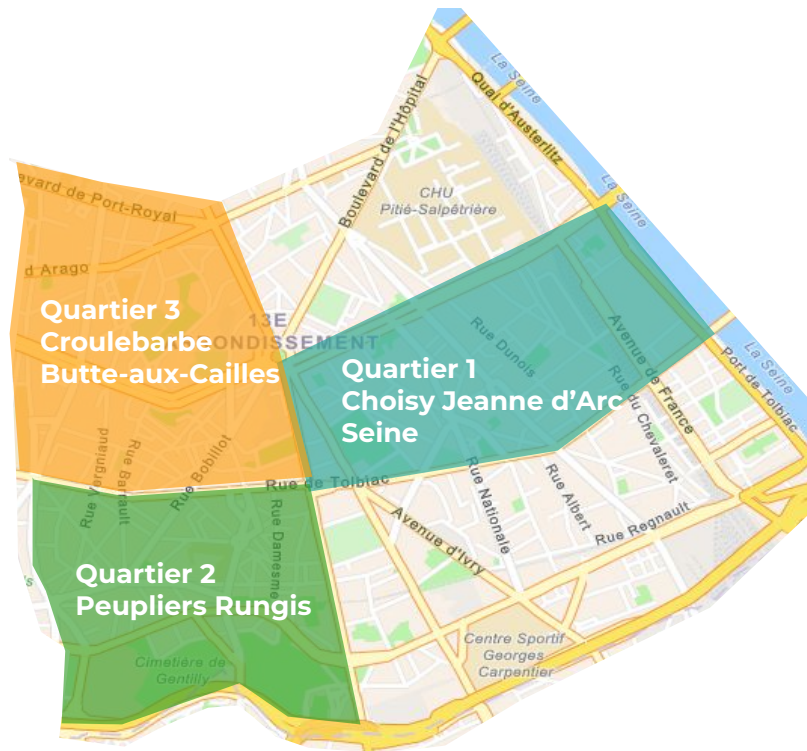 La Seine
Quai d'Austerlitz
Boulevard de l'Hôpital
CHU
Pitié-Salpêtrière
La Seine
evard de Port-Royal
d Arago
Quartier 3
Croulebarbe
Butte-aux-Cailles
13E
ONDISSEMENT
Rue Dunois
Avenue de France
Quartier 1
Choisy Jeanne d'Arc
Seine
La Seine
Port de Tolbiac
Rue du Chevaleret
Rue Vergniaud
Rue Barrault
Rue Bobillot
Rue de Tolbiac
Rue Nationale
Rue Albert
Rue Regnault
Rue Damesme
Avenue d'Ivry
Quartier 2
Peupliers Rungis
Cimetière de
Gentilly
Centre Sportif
Georges
Carpentier